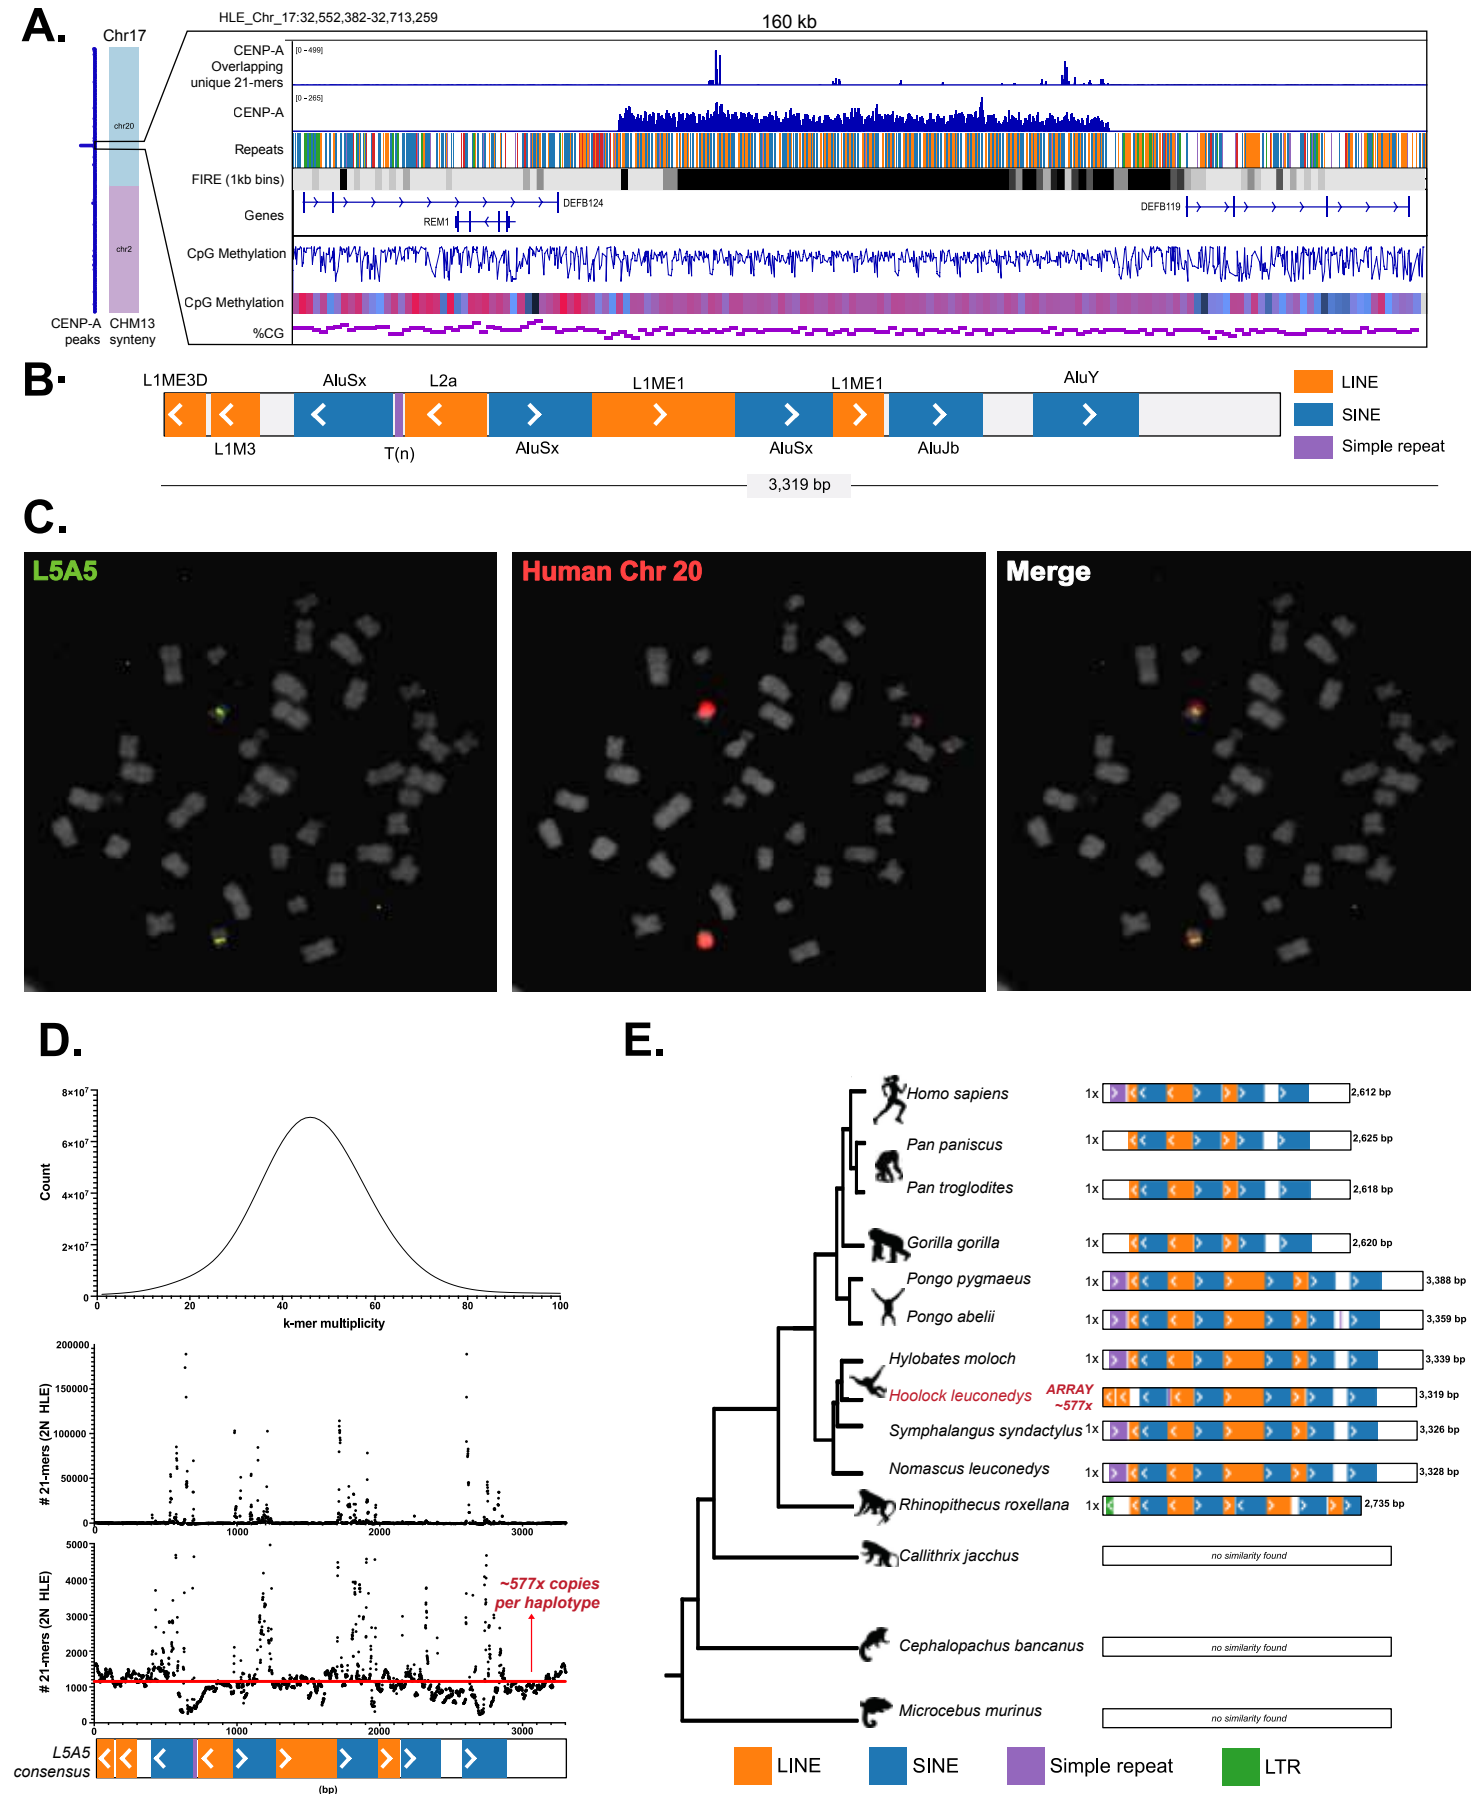 A.
HLE_Chr_17:32,552,382-32,713,259
160 kb
Chr17
chr20
chr2
CENP-A
peaks
CHM13
synteny
CENP-A
Overlapping
unique 21-mers
[0 - 499]
CENP-A
[0 - 265]
Repeats
FIRE (1kb bins)
Genes
DEFB124
REM1
DEFB119
CpG Methylation
CpG Methylation
%CG
B.
L1ME3D
AluSx
L2a
L1ME1
L1ME1
AluY
L1M3
T(n)
AluSx
AluSx
AluJb
3,319 bp
LINE
SINE
Simple repeat
C.
L5A5
Human Chr 20
Merge
D.
Count
8×10⁷
6×10⁷
4×10⁷
2×10⁷
0
0 20 40 60 80 100
k-mer multiplicity
# 21-mers (2N HLE)
200000
150000
100000
50000
0
0 1000 2000 3000
# 21-mers (2N HLE)
5000
4000
3000
2000
1000
0
~577x copies
per haplotype
0 1000 2000 3000
L5A5
consensus
(bp)
E.
Homo sapiens 1x 2,612 bp
Pan paniscus 1x 2,625 bp
Pan troglodites 1x 2,618 bp
Gorilla gorilla 1x 2,620 bp
Pongo pygmaeus 1x 3,388 bp
Pongo abelii 1x 3,359 bp
Hylobates moloch 1x 3,339 bp
Hoolock leuconedys ARRAY
~577x 3,319 bp
Symphalangus syndactylus 1x 3,326 bp
Nomascus leuconedys 1x 3,328 bp
Rhinopithecus roxellana 1x 2,735 bp
Callithrix jacchus no similarity found
Cephalopachus bancanus no similarity found
Microcebus murinus no similarity found
LINE
SINE
Simple repeat
LTR